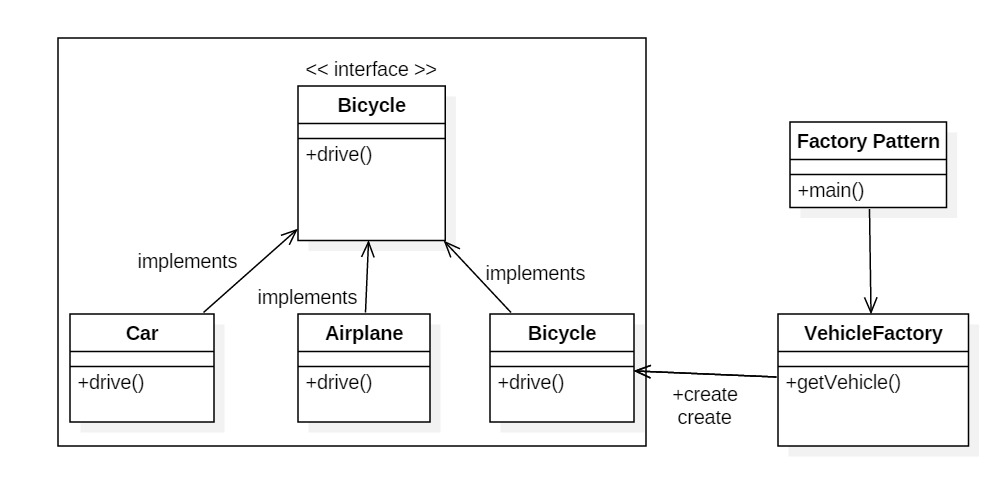 << interface >>
Bicycle
+drive()
Factory Pattern
+main()
implements
implements
implements
Car
+drive()
Airplane
+drive()
Bicycle
+drive()
VehicleFactory
+getVehicle()
+create
create